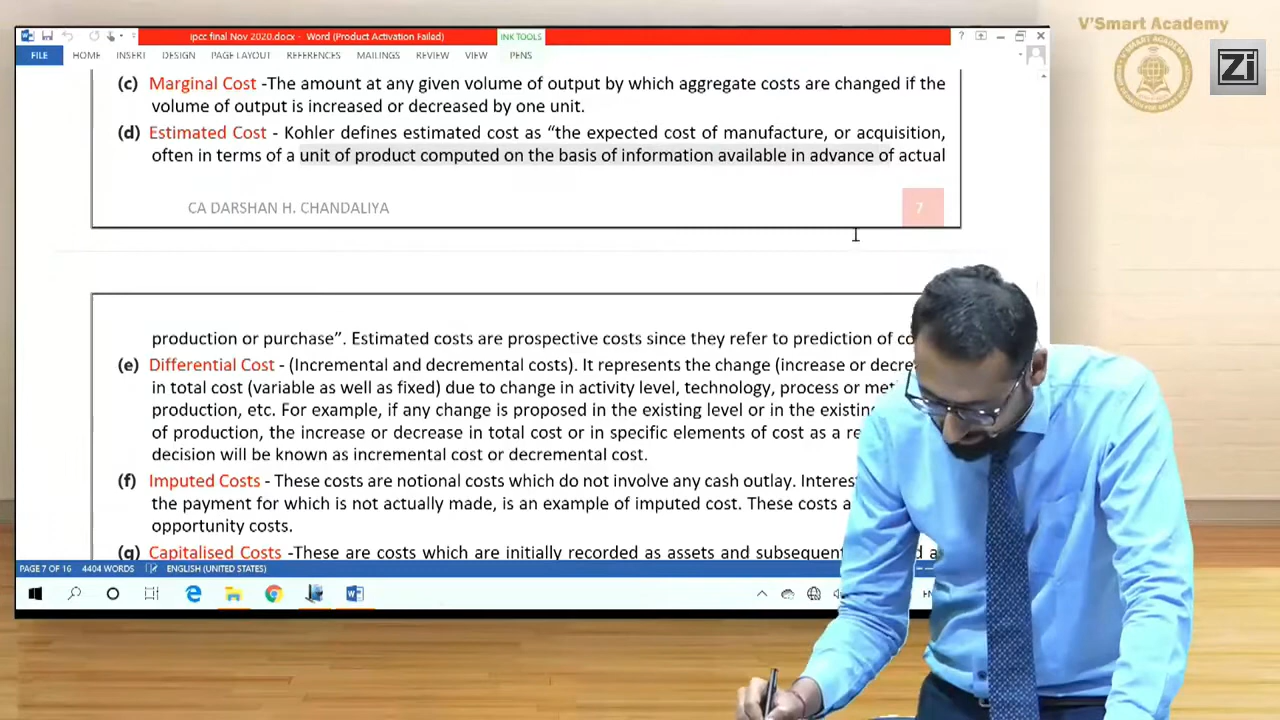 V'Smart Academy
Zi
ipcc final Nov 2020.docx - Word (Product Activation Failed)
INK TOOLS
FILE HOME INSERT DESIGN PAGE LAYOUT REFERENCES MAILINGS REVIEW VIEW PENS
(c) Marginal Cost -The amount at any given volume of output by which aggregate costs are changed if the
volume of output is increased or decreased by one unit.
(d) Estimated Cost - Kohler defines estimated cost as “the expected cost of manufacture, or acquisition,
often in terms of a unit of product computed on the basis of information available in advance of actual
CA DARSHAN H. CHANDALIYA
7
production or purchase”. Estimated costs are prospective costs since they refer to prediction of
(e) Differential Cost - (Incremental and decremental costs). It represents the change (increase or
in total cost (variable as well as fixed) due to change in activity level, technology, process or
production, etc. For example, if any change is proposed in the existing level or in the
of production, the increase or decrease in total cost or in specific elements of cost as a
decision will be known as incremental cost or decremental cost.
(f) Imputed Costs - These costs are notional costs which do not involve any cash outlay.
the payment for which is not actually made, is an example of imputed cost. These costs
opportunity costs.
(g) Capitalised Costs -These are costs which are initially recorded as assets and
PAGE 7 OF 16 4404 WORDS ENGLISH (UNITED STATES)